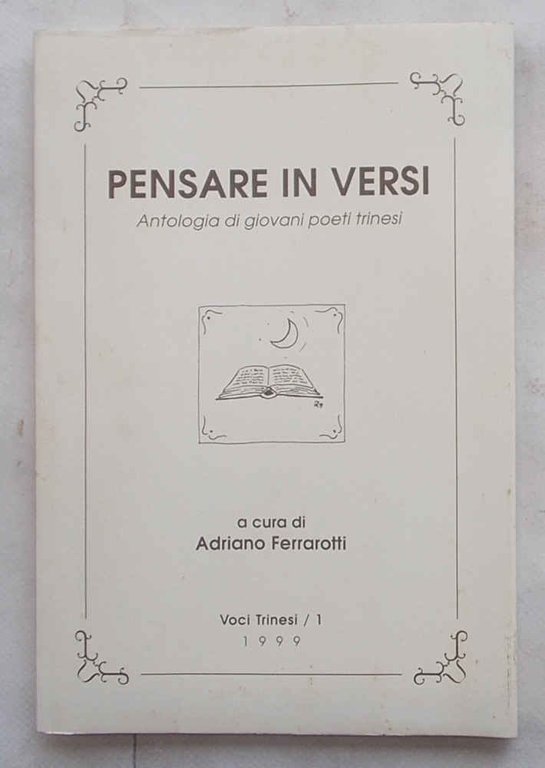 PENSARE IN VERSI
Antologia di giovani poeti trinesi
a cura di
Adriano Ferrarotti
Voci Trinesi / 1
1999